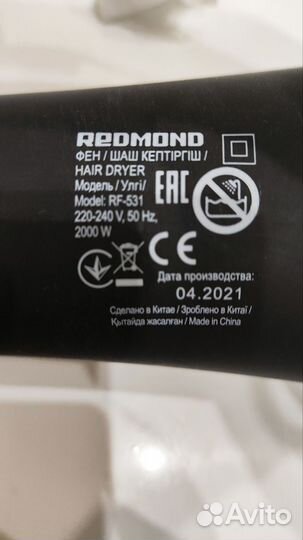 REDMOND
ФЕН / ШАШ КЕПТІРГІШ /
HAIR DRYER
Модель / Үлгі/
Model: RF-531
220-240 V, 50 Hz,
2000 W
EAC
CE
Дата производства:
04.2021
Сделано в Китае / Зроблено в Китаї /
Қытайда жасалған / Made in China
Avito